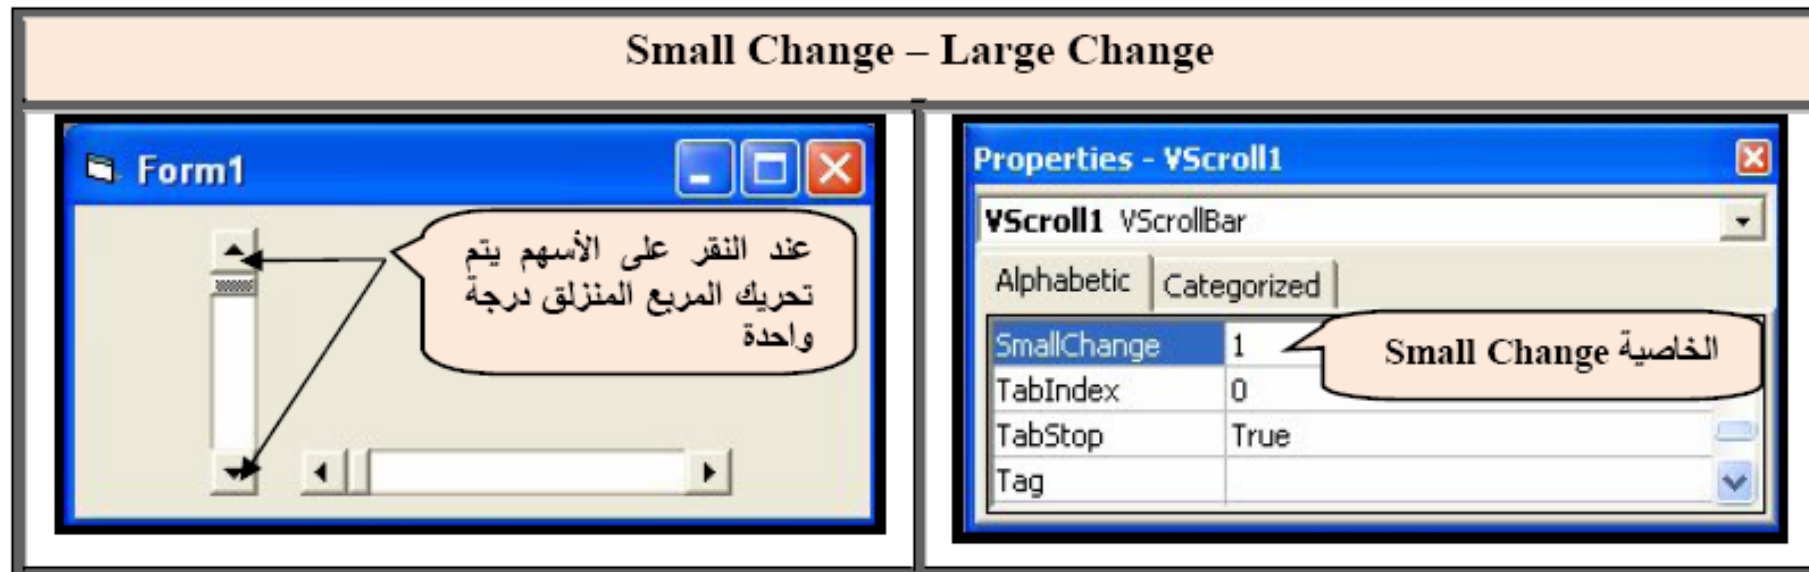 Small Change – Large Change
Form1
عند النقر على الأسهم يتم
تحريك المربع المنزلق درجة
واحدة
Properties - VScroll1
VScroll1 VScrollBar
Alphabetic Categorized
SmallChange 1
الخاصية Small Change
TabIndex 0
TabStop True
Tag